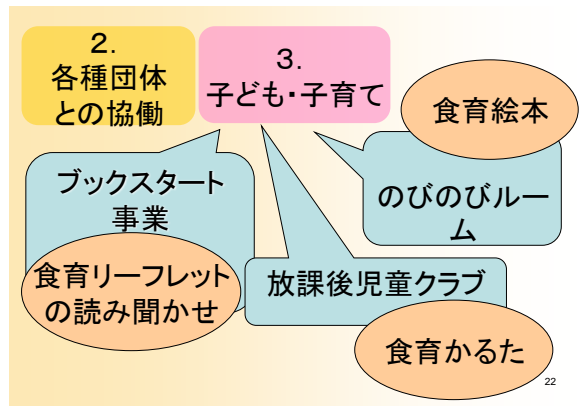 ２．
各種団体
との協働
３．
子ども・子育て
食育絵本
のびのびルー
ム
ブックスタート
事業
食育リーフレット
の読み聞かせ
放課後児童クラブ
食育かるた
22